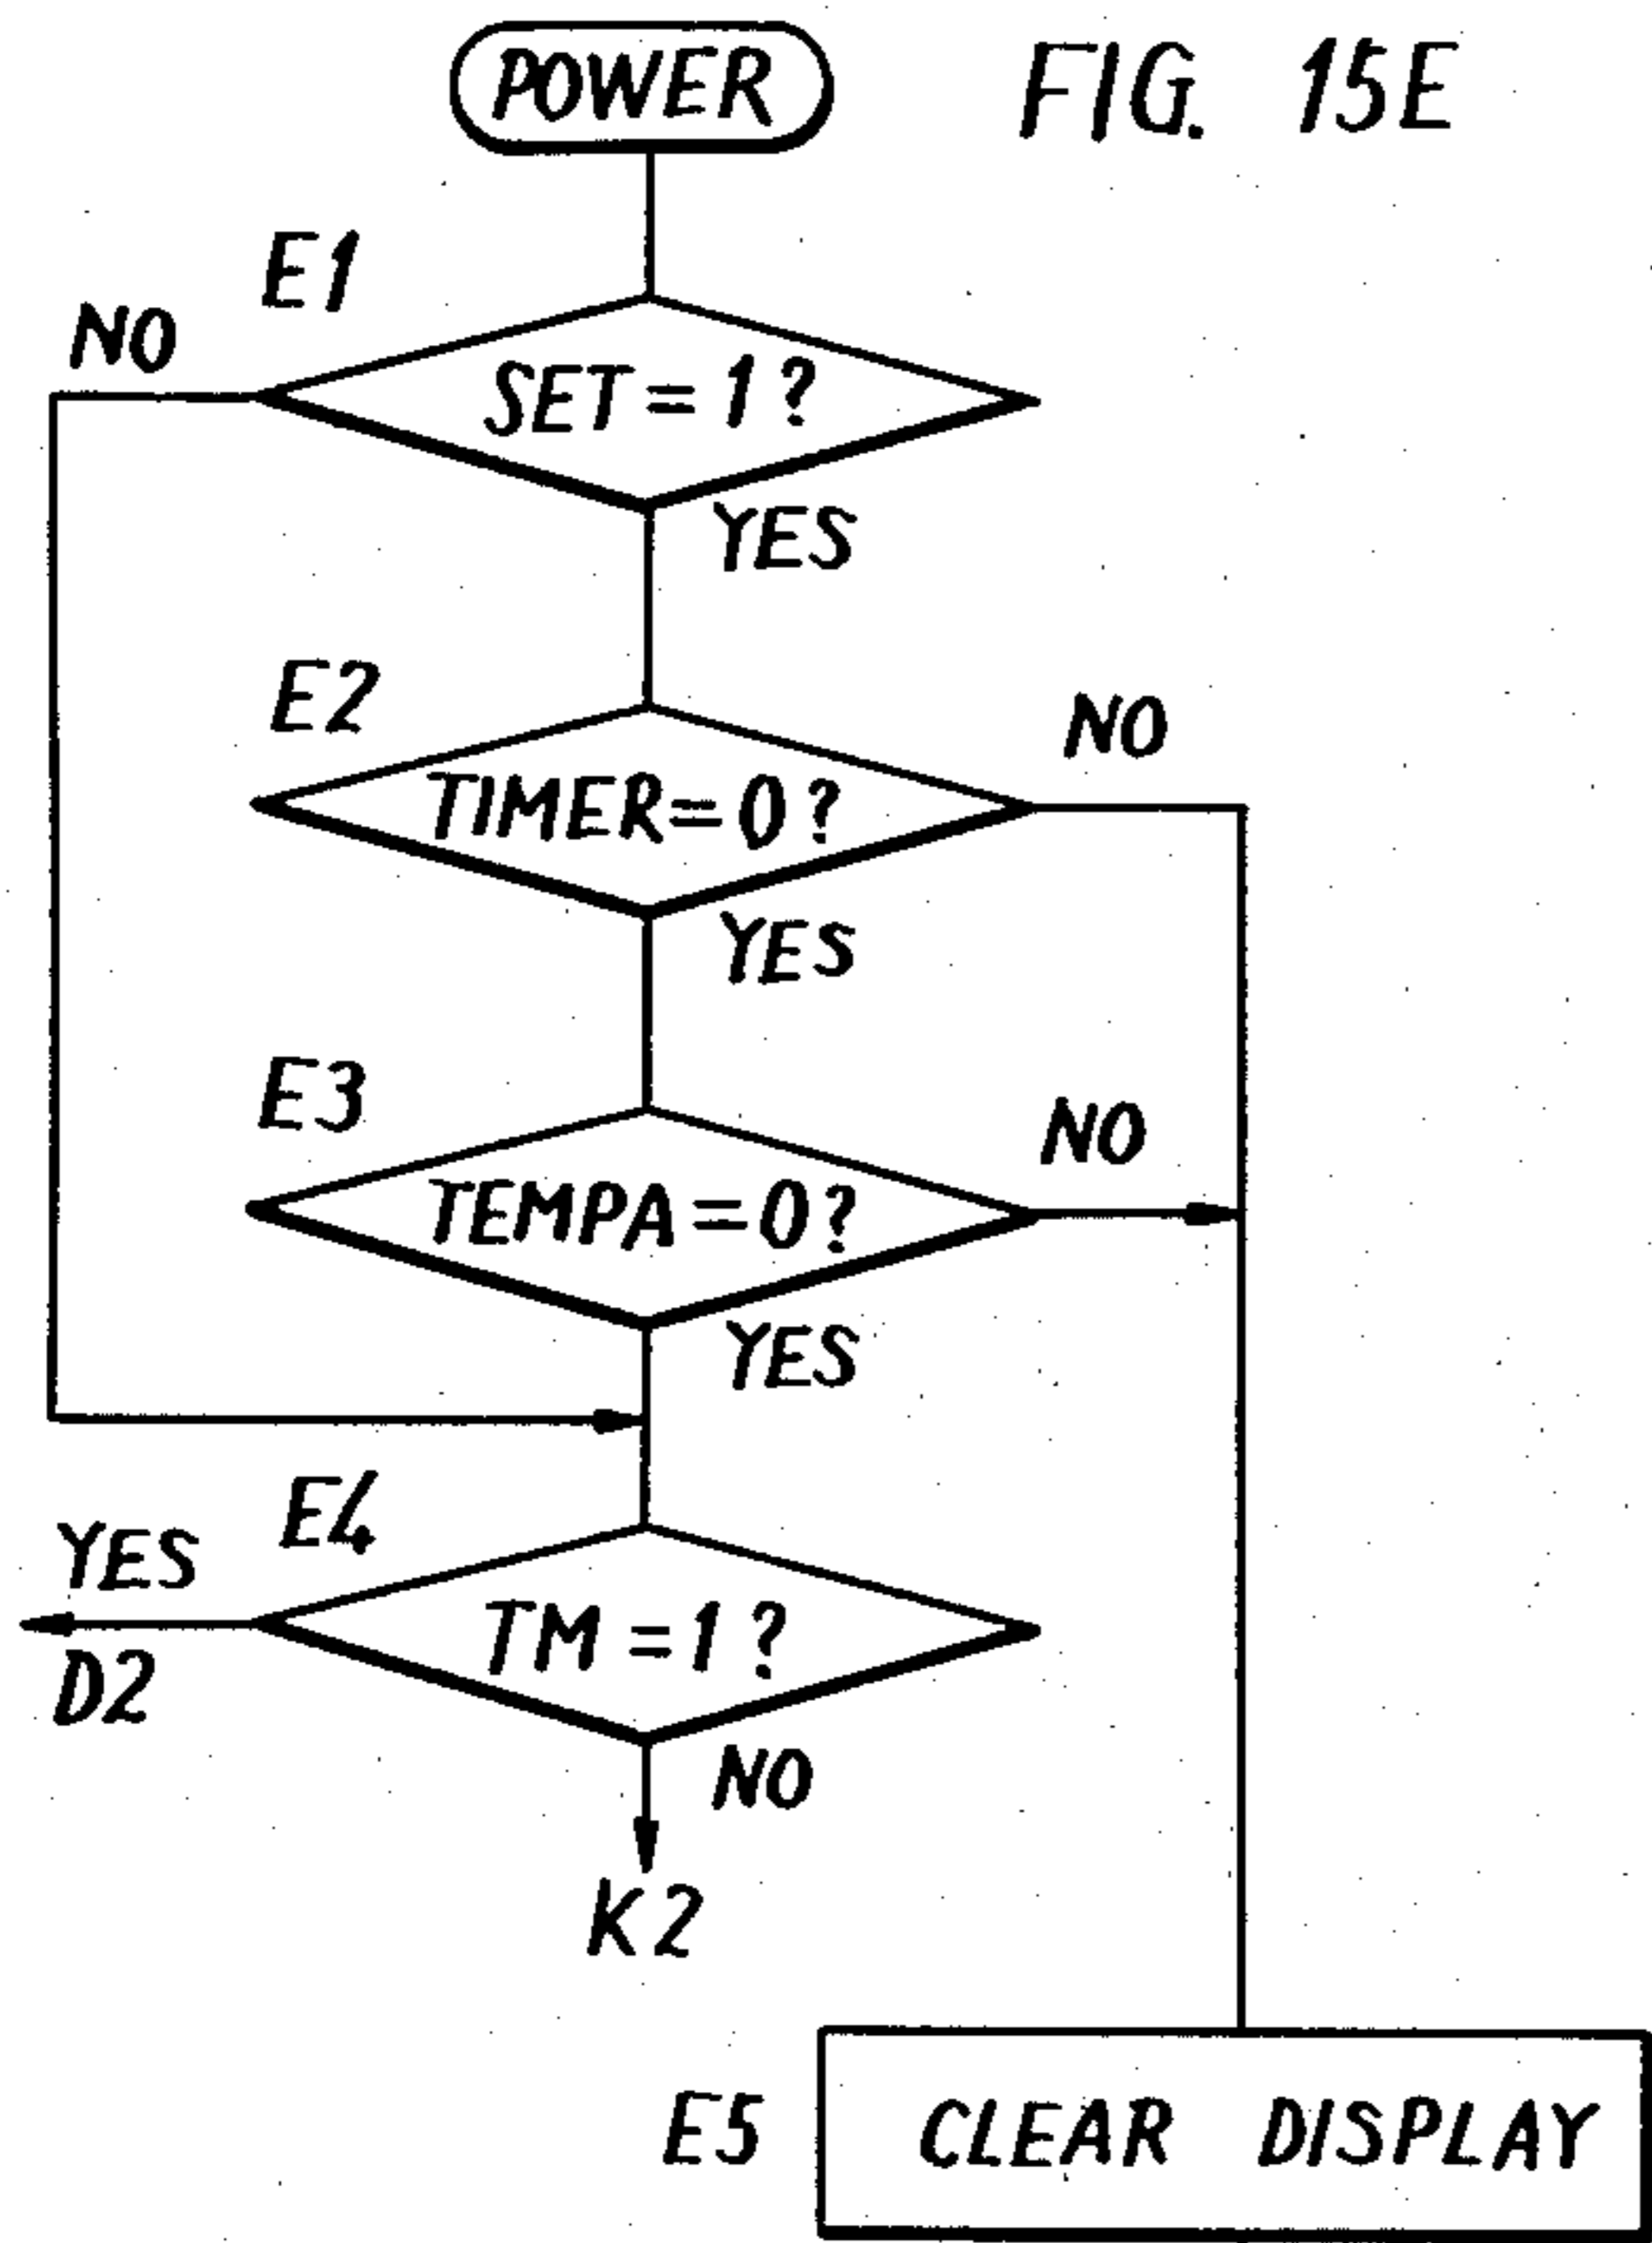 POWER
FIG. 15E
E1
NO
SET=1?
YES
E2
NO
TIMER=0?
YES
E3
NO
TEMPA=0?
YES
E4
YES
TM=1?
D2
NO
K2
E5
CLEAR DISPLAY